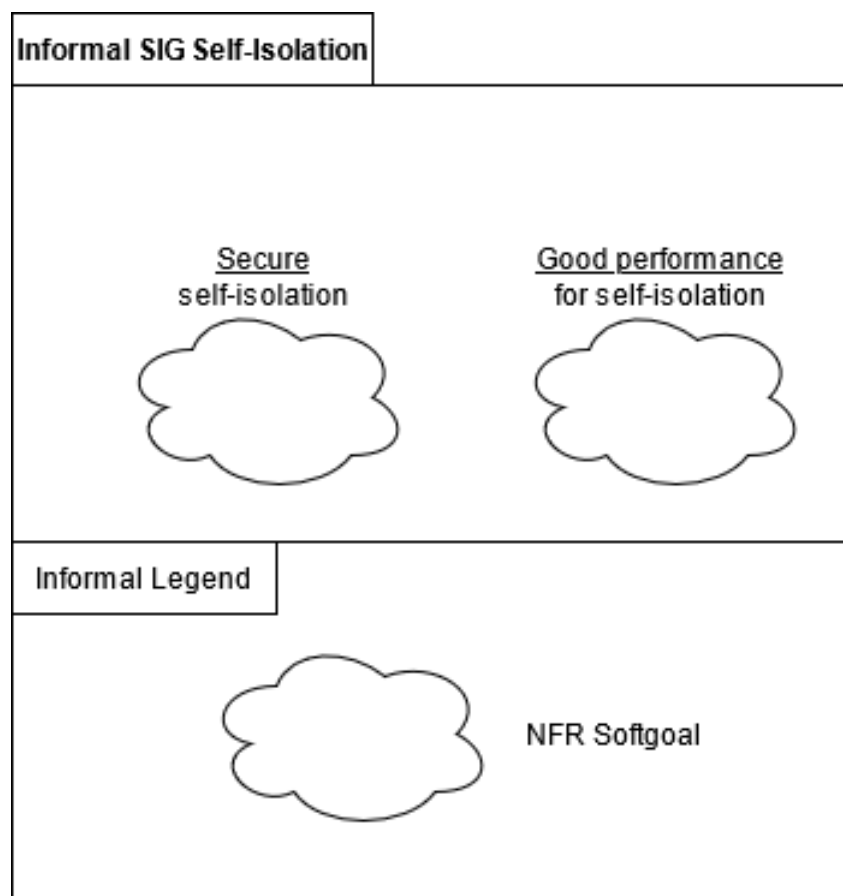 Informal SIG Self-Isolation
Secure
self-isolation
Good performance
for self-isolation
Informal Legend
NFR Softgoal